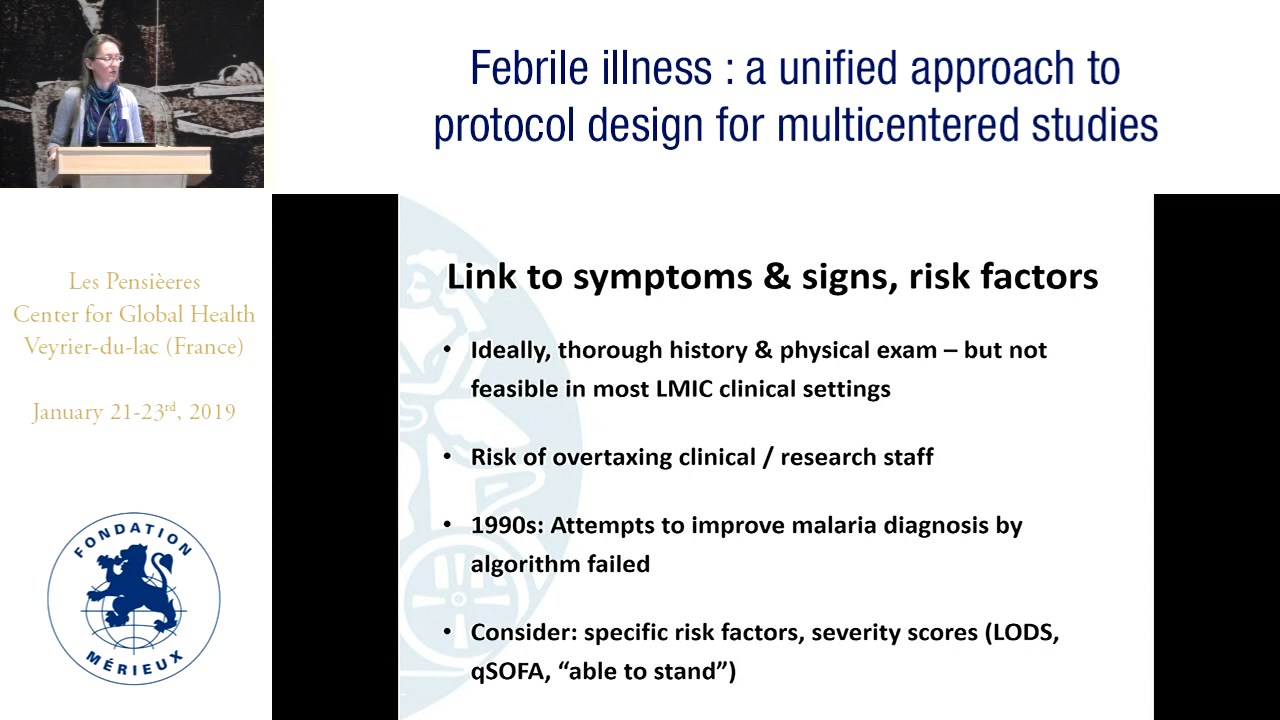 Febrile illness : a unified approach to
protocol design for multicentered studies
Les Pensièeres
Center for Global Health
Veyrier-du-lac (France)
January 21-23rd, 2019
FONDATION
MÉRIEUX
Link to symptoms & signs, risk factors
• Ideally, thorough history & physical exam – but not
feasible in most LMIC clinical settings
• Risk of overtaxing clinical / research staff
• 1990s: Attempts to improve malaria diagnosis by
algorithm failed
• Consider: specific risk factors, severity scores (LODS,
qSOFA, “able to stand”)